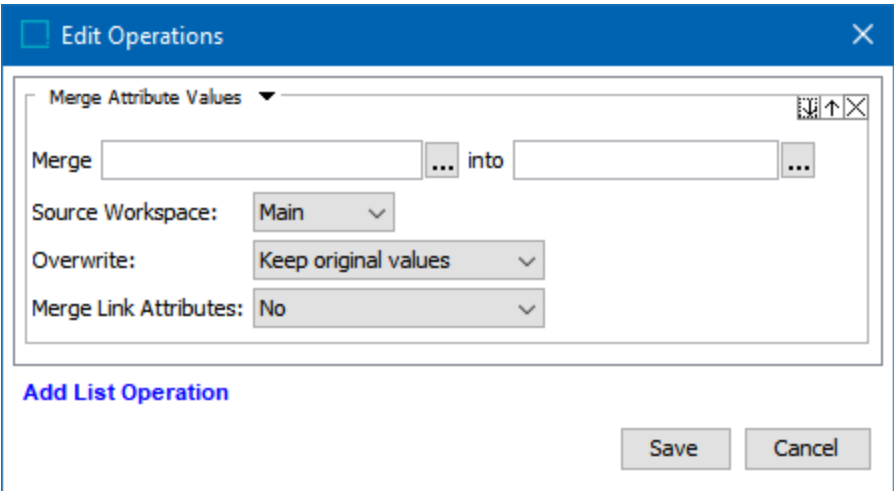 Edit Operations
Merge Attribute Values
Merge ... into ...
Source Workspace: Main
Overwrite: Keep original values
Merge Link Attributes: No
Add List Operation
Save Cancel